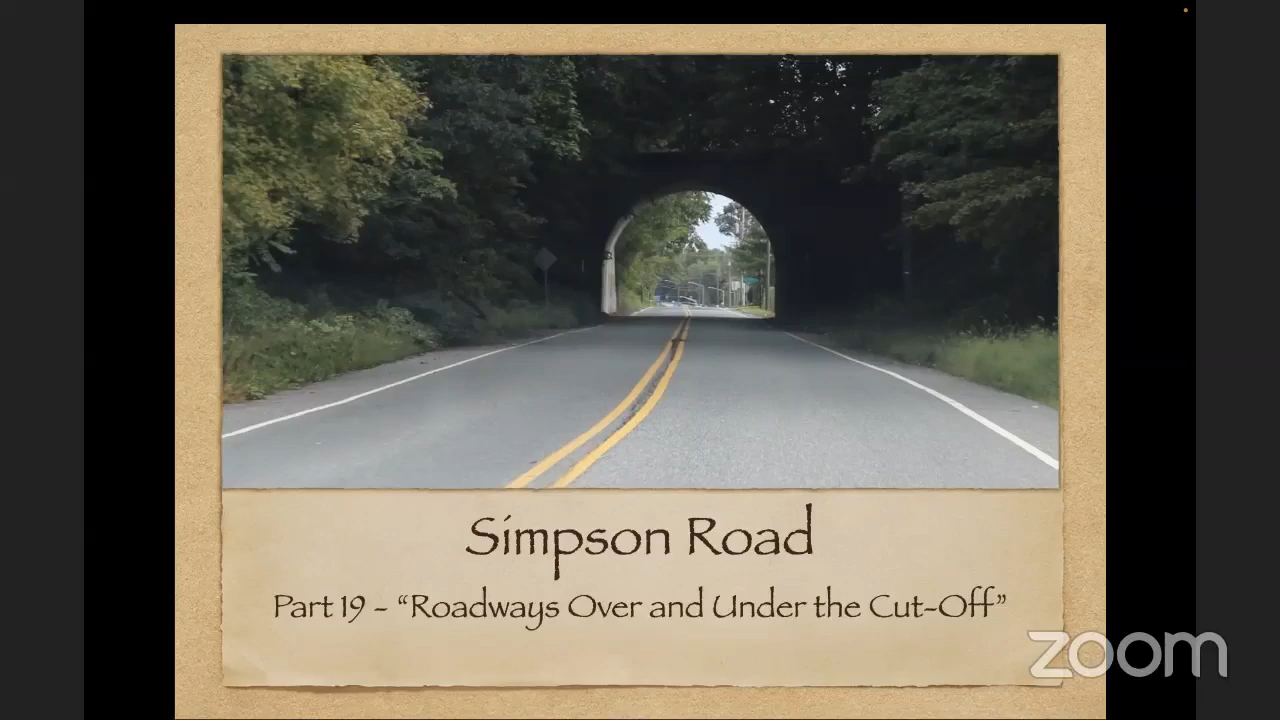 Simpson Road
Part 19 - “Roadways Over and Under the Cut-Off”
zoom